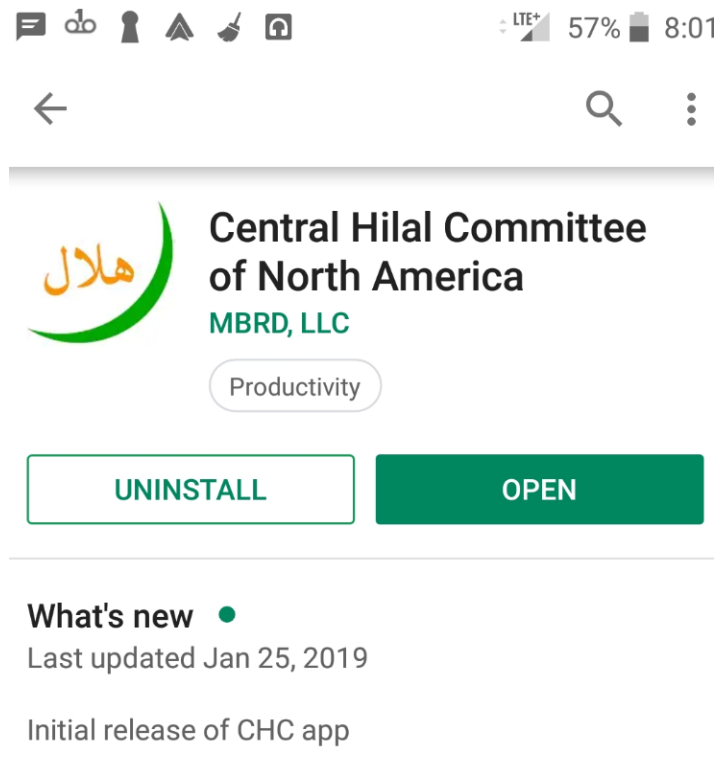 LTE+ 57% 8:01
هلال
Central Hilal Committee
of North America
MBRD, LLC
Productivity
UNINSTALL
OPEN
What's new
Last updated Jan 25, 2019
Initial release of CHC app